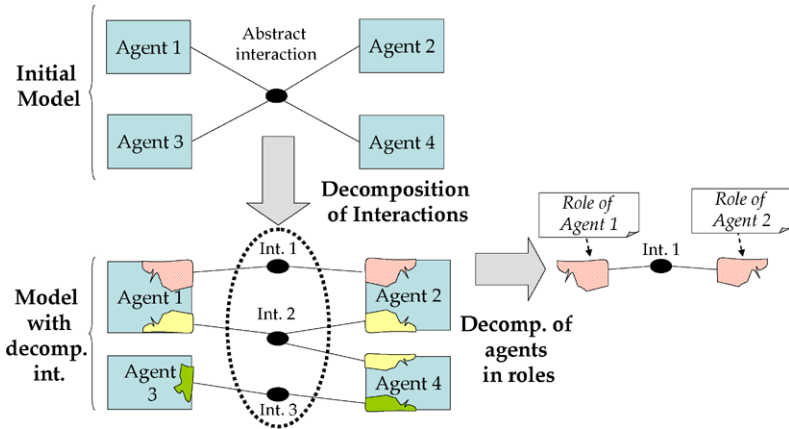 Initial
Model
Agent 1
Abstract
interaction
Agent 2
Agent 3
Agent 4
Decomposition
of Interactions
Role of
Agent 1
Role of
Agent 2
Model
with
decomp.
int.
Int. 1
Agent 1
Agent 2
Int. 2
Agent
3
Agent 4
Int. 3
Decomp. of
agents
in roles
Int. 1